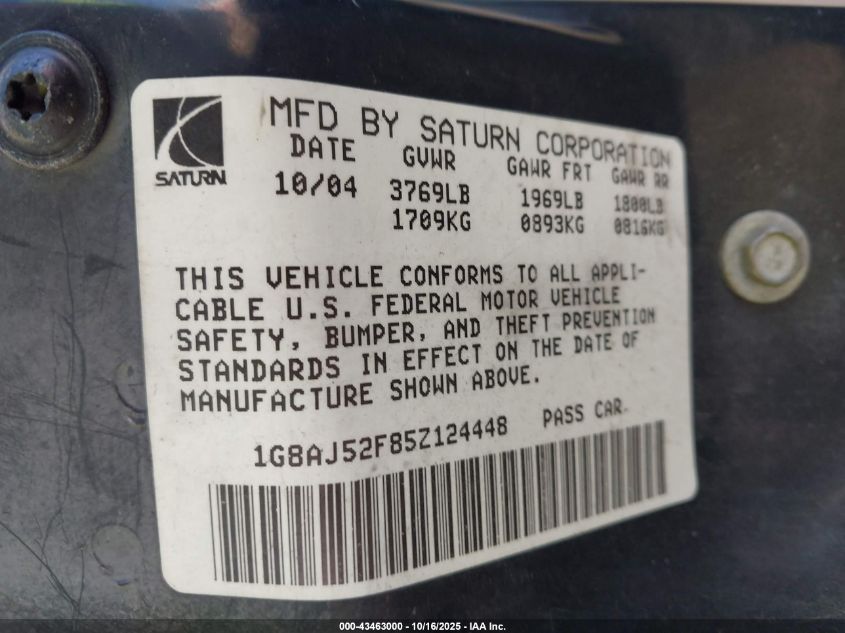 SATURN
MFD BY SATURN CORPORATION
DATE GVWR GAWR FRT GAWR RR
10/04 3769LB 1969LB 1800LB
1709KG 0893KG 0816KG
THIS VEHICLE CONFORMS TO ALL APPLI-
CABLE U.S. FEDERAL MOTOR VEHICLE
SAFETY, BUMPER, AND THEFT PREVENTION
STANDARDS IN EFFECT ON THE DATE OF
MANUFACTURE SHOWN ABOVE.
1G8AJ52F85Z124448 PASS CAR.
000-43463000 - 10/16/2025 - IAA Inc.